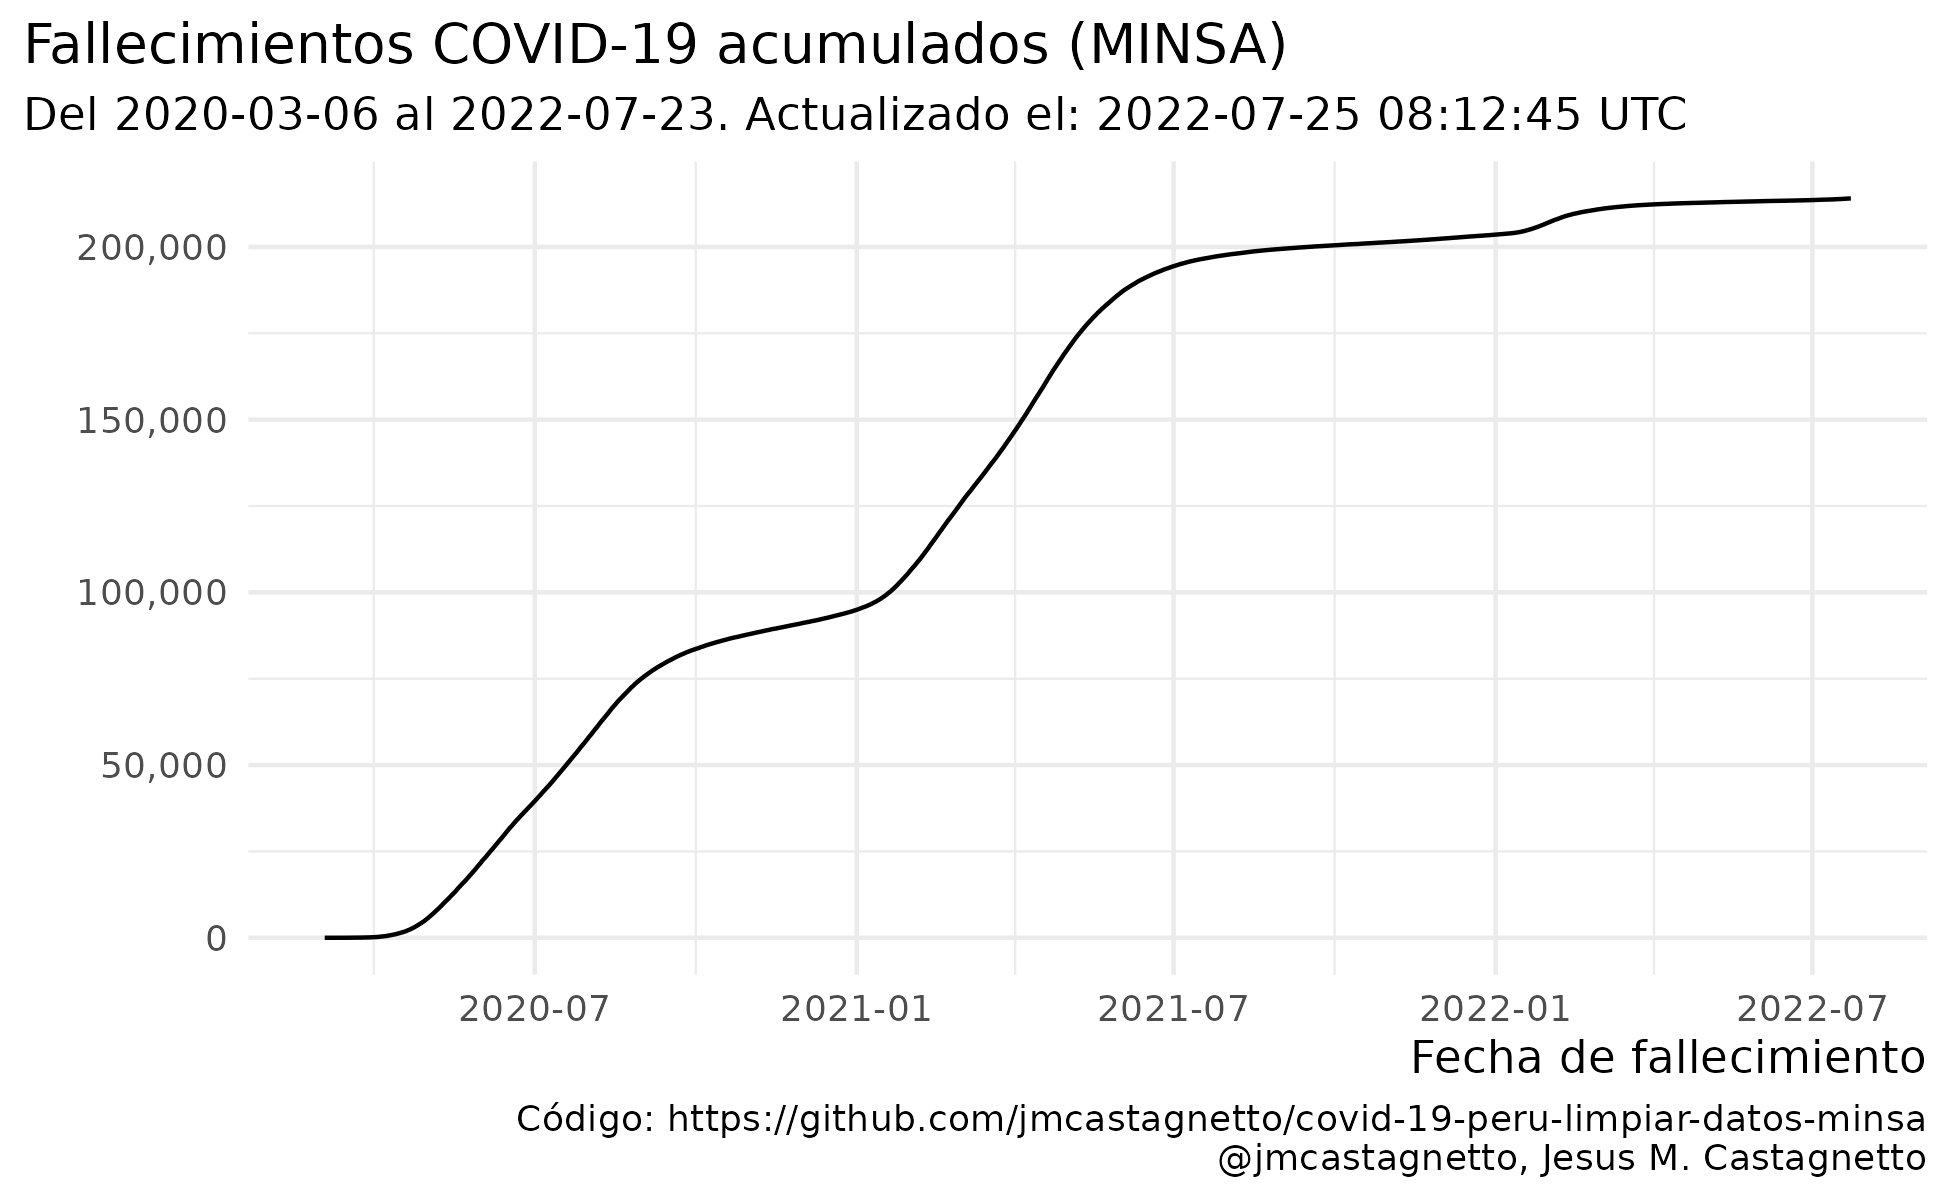 Fallecimientos COVID-19 acumulados (MINSA)
Del 2020-03-06 al 2022-07-23. Actualizado el: 2022-07-25 08:12:45 UTC
200,000
150,000
100,000
50,000
0
2020-07 2021-01 2021-07 2022-01 2022-07
Fecha de fallecimiento
Código: https://github.com/jmcastagnetto/covid-19-peru-limpiar-datos-minsa
@jmcastagnetto, Jesus M. Castagnetto